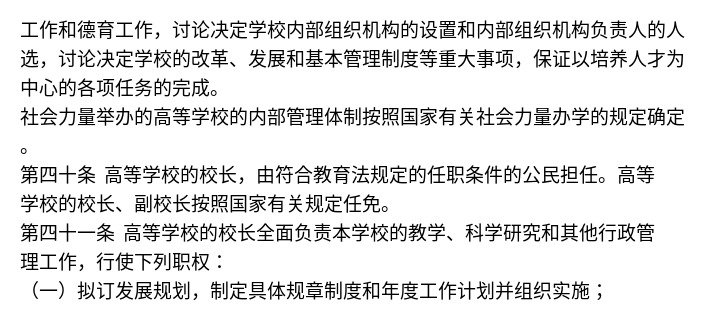 工作和德育工作，讨论决定学校内部组织机构的设置和内部组织机构负责人的人
选，讨论决定学校的改革、发展和基本管理制度等重大事项，保证以培养人才为
中心的各项任务的完成。
社会力量举办的高等学校的内部管理体制按照国家有关社会力量办学的规定确定
。
第四十条 高等学校的校长，由符合教育法规定的任职条件的公民担任。高等
学校的校长、副校长按照国家有关规定任免。
第四十一条 高等学校的校长全面负责本学校的教学、科学研究和其他行政管
理工作，行使下列职权：
（一）拟订发展规划，制定具体规章制度和年度工作计划并组织实施；